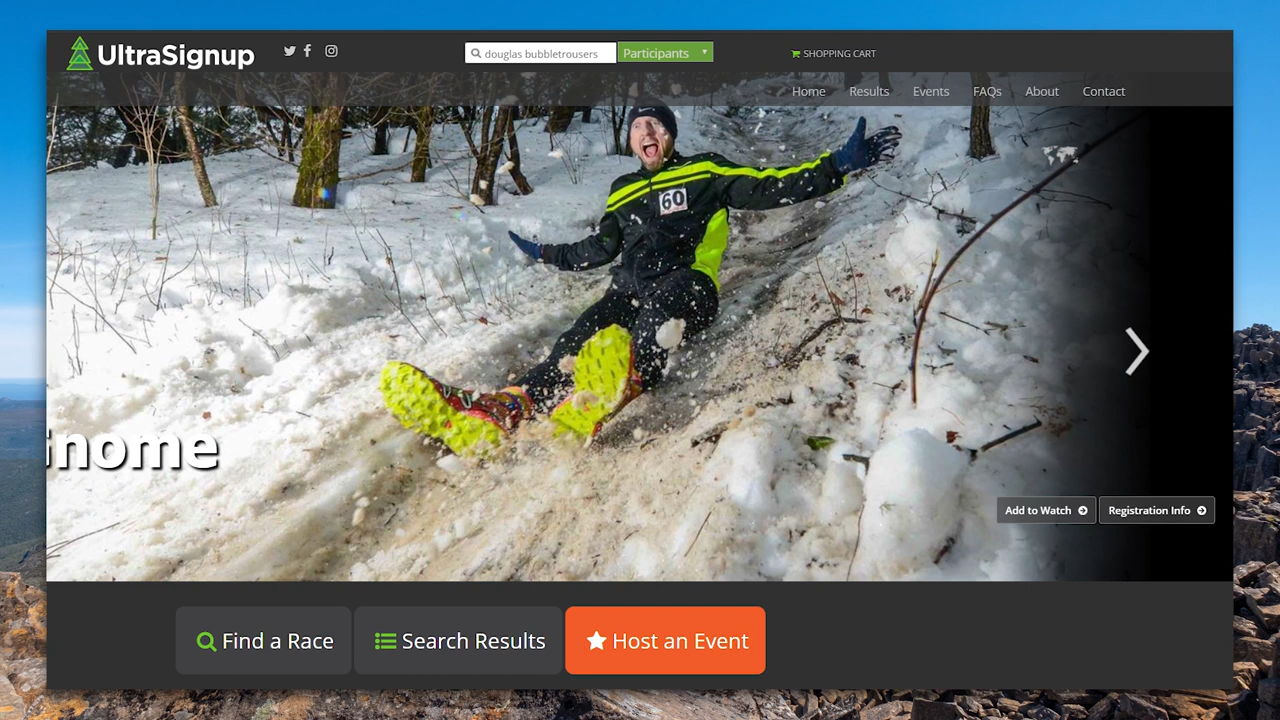 UltraSignup
douglas bubbletrousers
Participants
SHOPPING CART
Home Results Events FAQs About Contact
60
nome
Add to Watch
Registration Info
Find a Race
Search Results
Host an Event